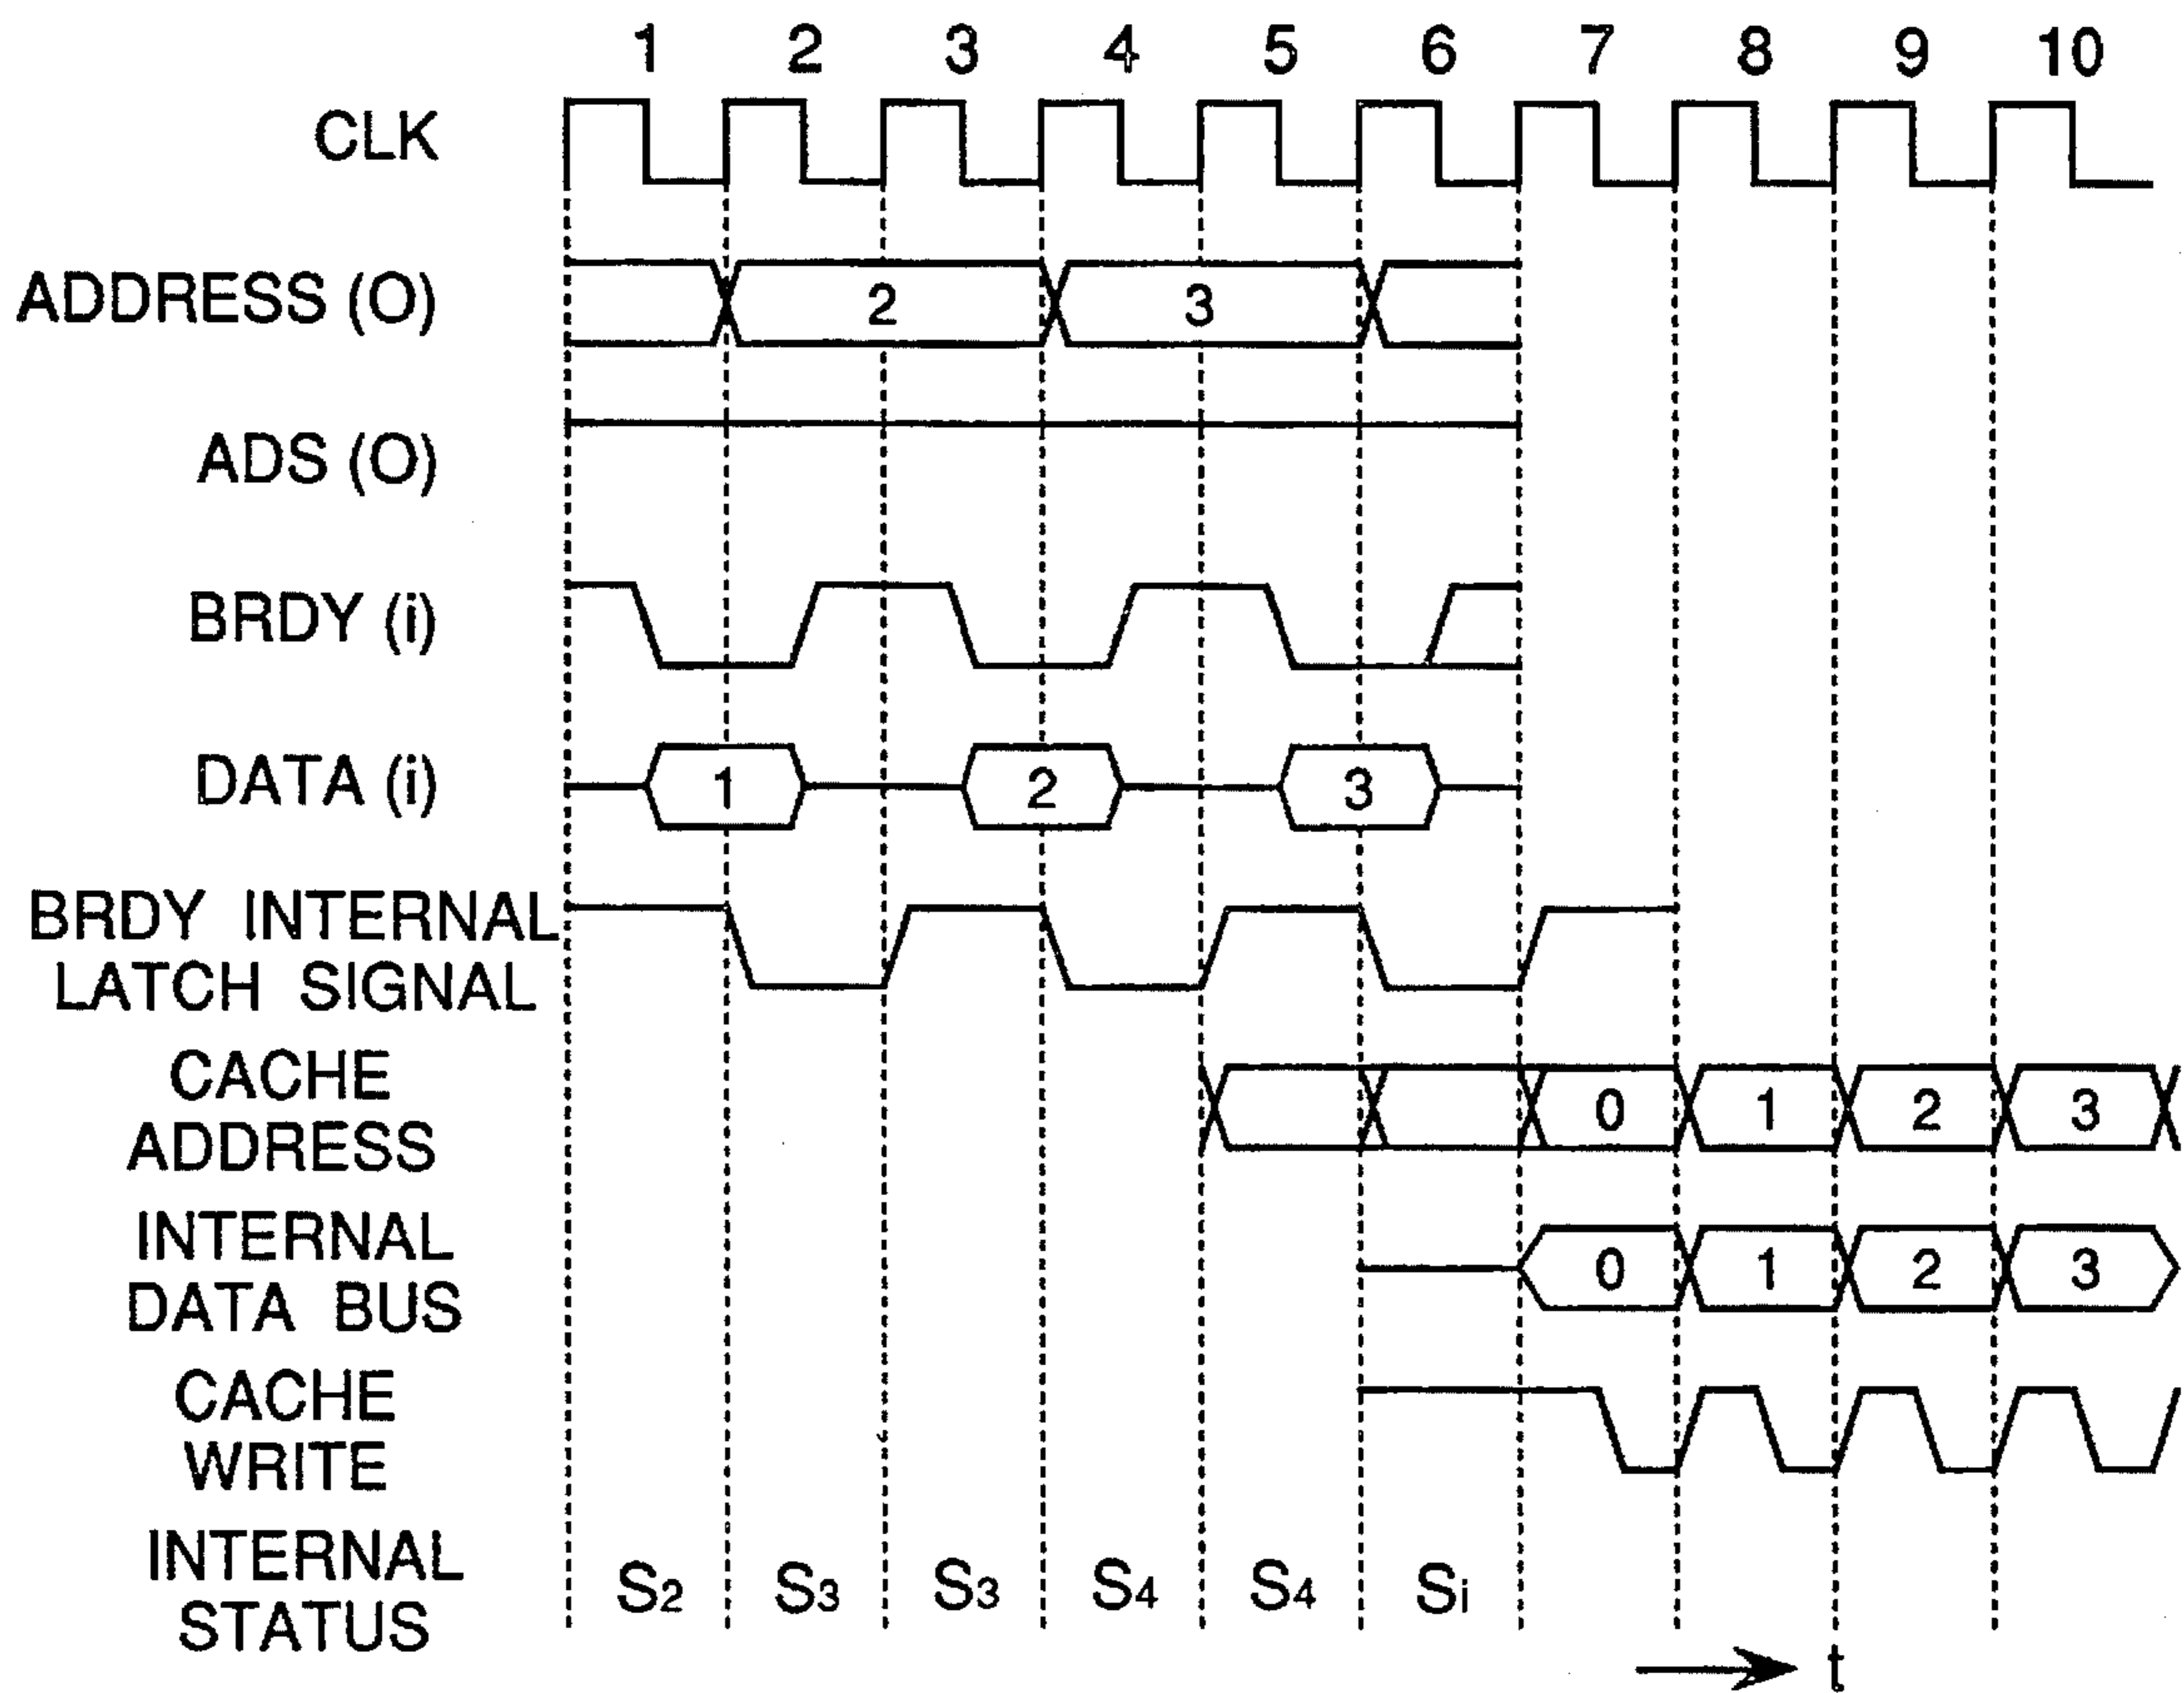 1 2 3 4 5 6 7 8 9 10
CLK
ADDRESS (O) 2 3
ADS (O)
BRDY (i)
DATA (i) 1 2 3
BRDY INTERNAL
LATCH SIGNAL
CACHE
ADDRESS 0 1 2 3
INTERNAL
DATA BUS 0 1 2 3
CACHE
WRITE
INTERNAL
STATUS S2 S3 S3 S4 S4 Si
t